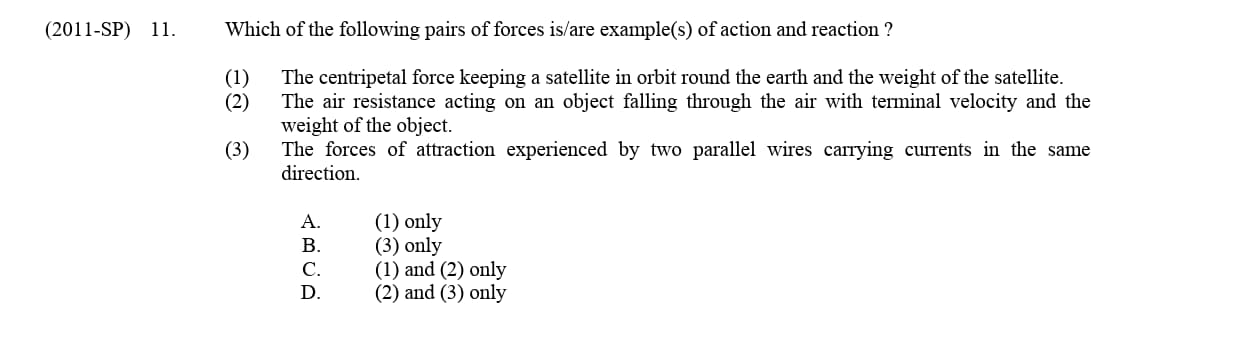 (2011-SP) 11. Which of the following pairs of forces is/are example(s) of action and reaction ?
(1) The centripetal force keeping a satellite in orbit round the earth and the weight of the satellite.
(2) The air resistance acting on an object falling through the air with terminal velocity and the
weight of the object.
(3) The forces of attraction experienced by two parallel wires carrying currents in the same
direction.
A. (1) only
B. (3) only
C. (1) and (2) only
D. (2) and (3) only